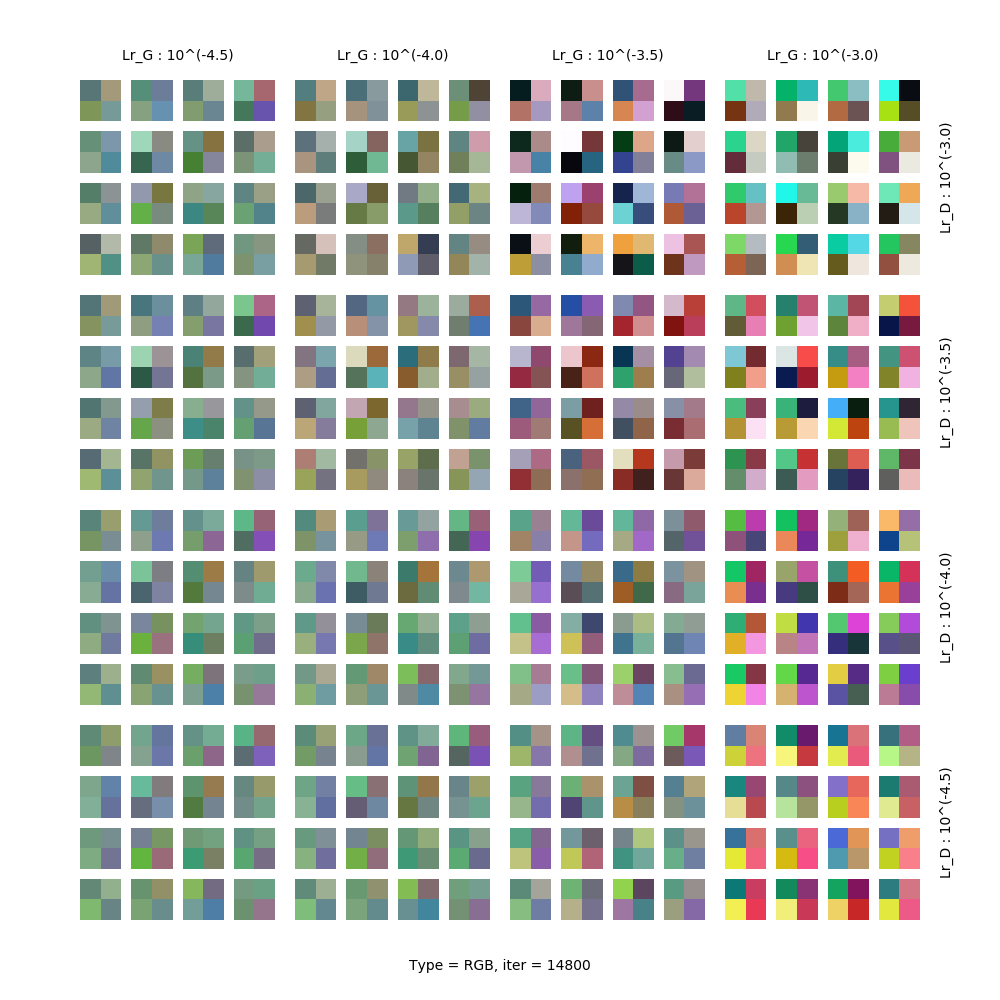 Lr_G : 10^(-4.5)
Lr_G : 10^(-4.0)
Lr_G : 10^(-3.5)
Lr_G : 10^(-3.0)
Lr_D : 10^(-3.0)
Lr_D : 10^(-3.5)
Lr_D : 10^(-4.0)
Lr_D : 10^(-4.5)
Type = RGB, iter = 14800